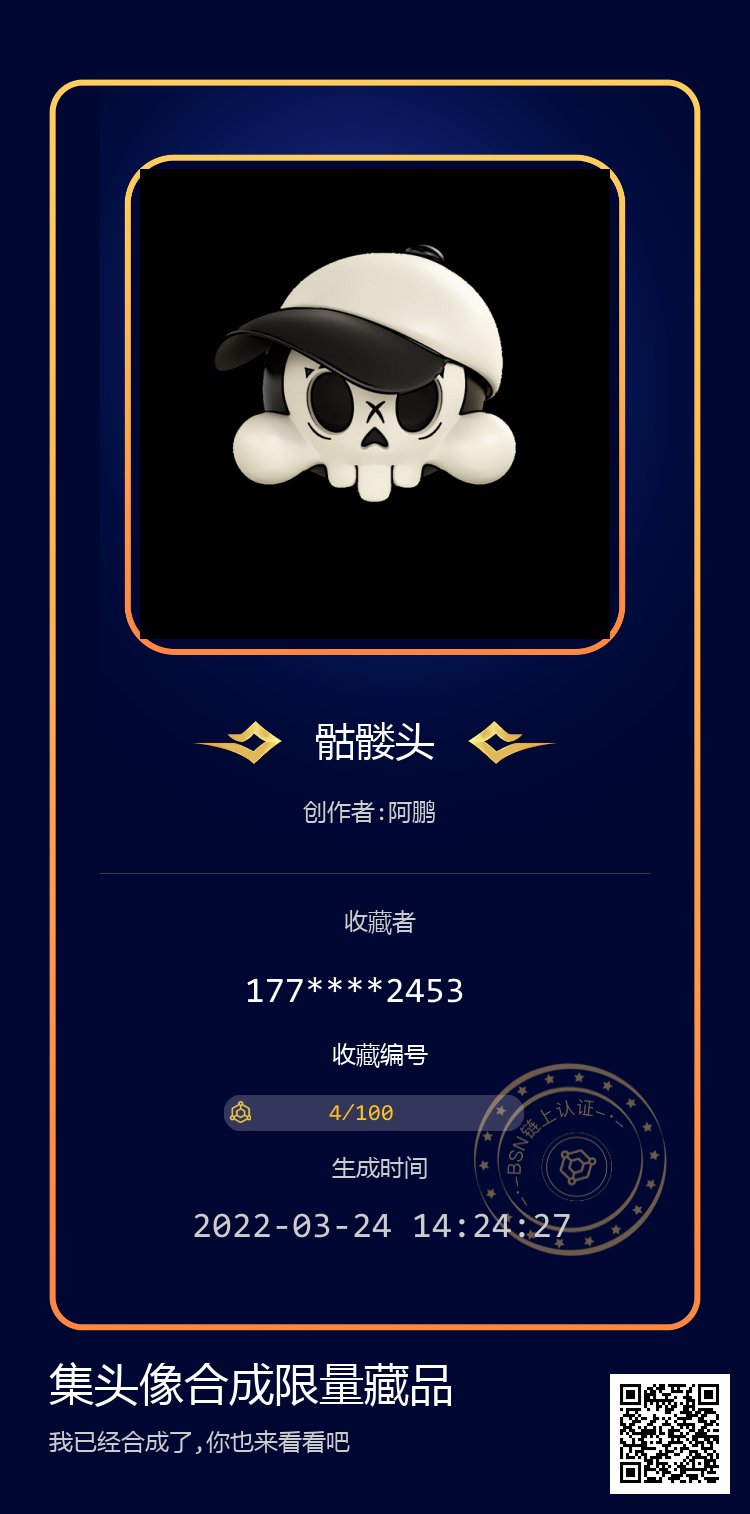 骷髅头
创作者:阿鹏
收藏者
177****2453
收藏编号
4/100
BSN链上认证
生成时间
2022-03-24 14:24:27
集头像合成限量藏品
我已经合成了,你也来看看吧